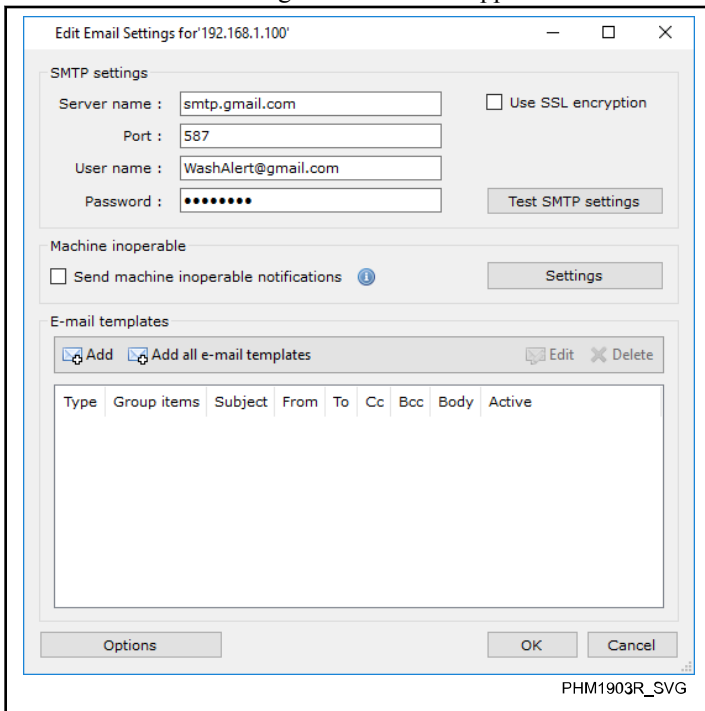 Edit Email Settings for'192.168.1.100'
SMTP settings
Server name : smtp.gmail.com Use SSL encryption
Port : 587
User name : WashAlert@gmail.com
Password : •••••••• Test SMTP settings
Machine inoperable
Send machine inoperable notifications Settings
E-mail templates
Add Add all e-mail templates Edit Delete
Type Group items Subject From To Cc Bcc Body Active
Options OK Cancel
PHM1903R_SVG